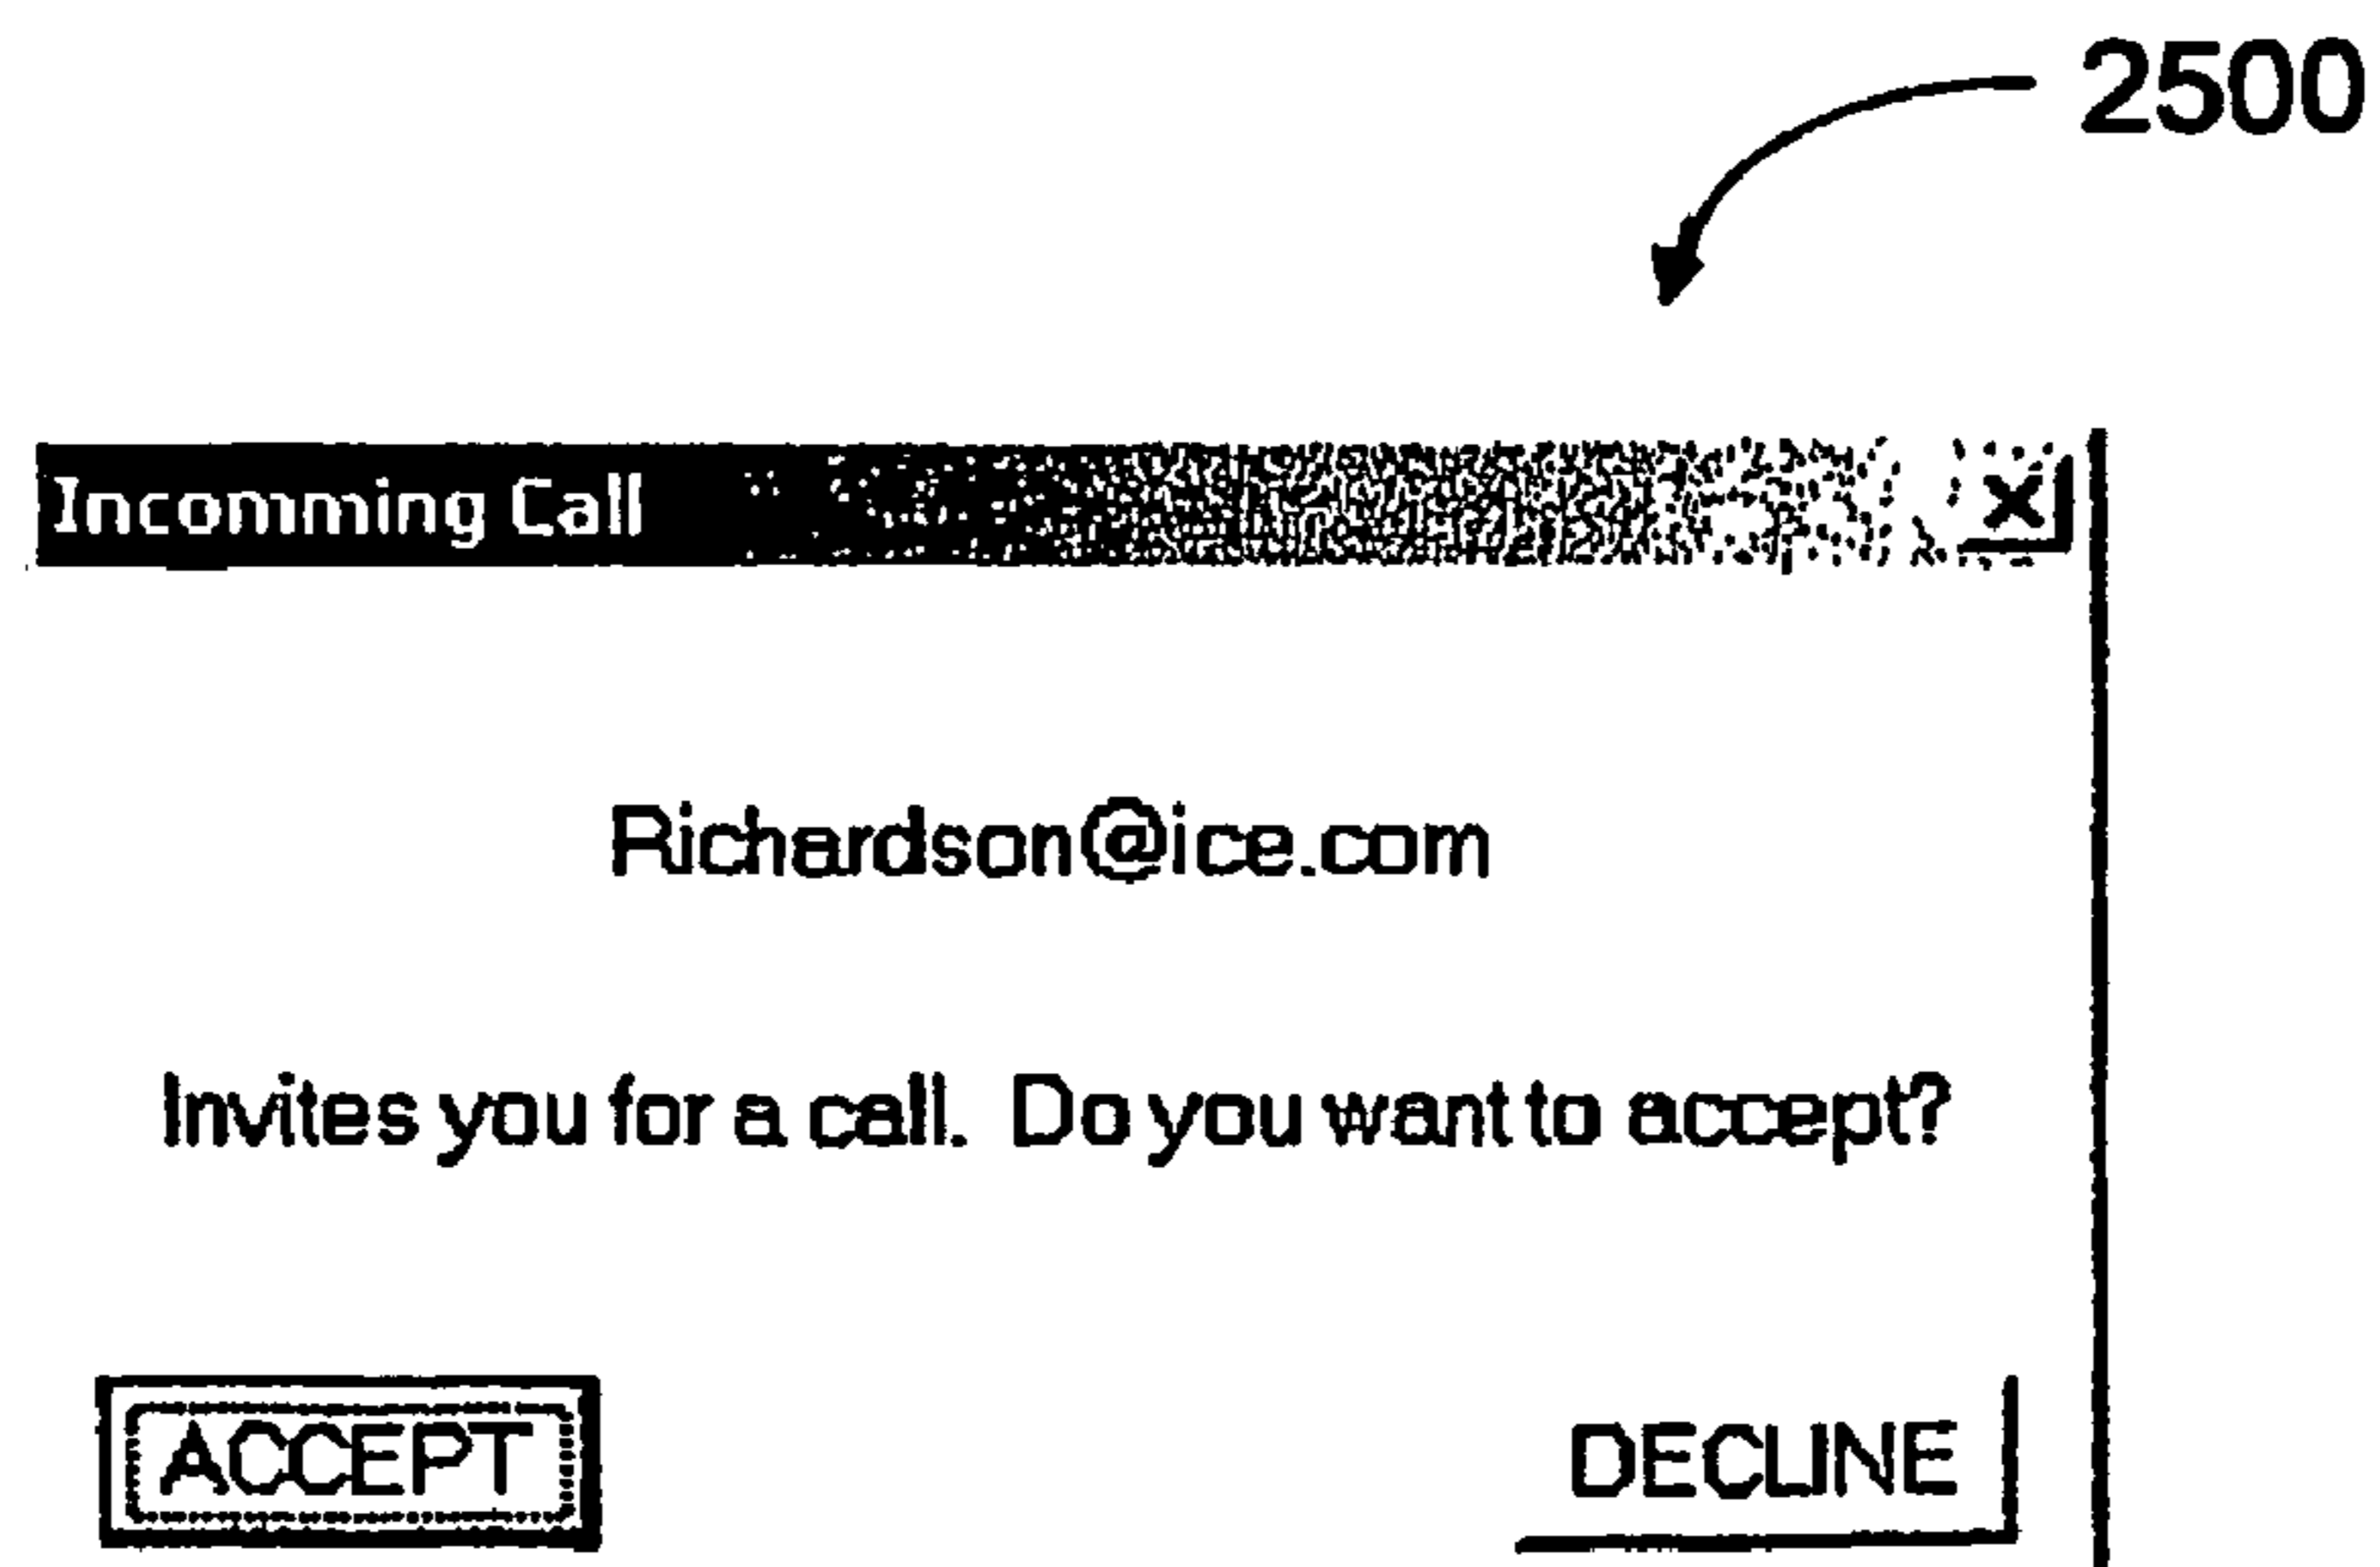 2500
Incomming Call
Richardson@ice.com
Invites you for a call. Do you want to accept?
ACCEPT DECLINE